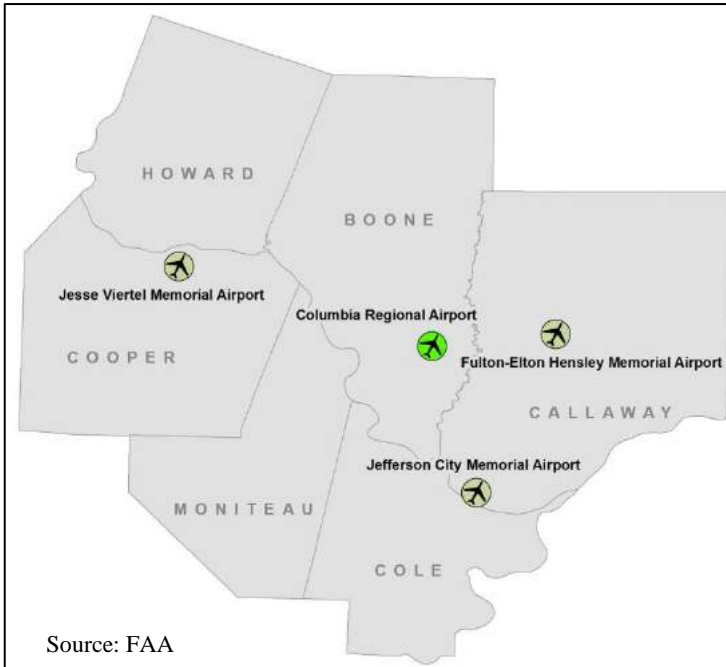 HOWARD
BOONE
Jesse Viertel Memorial Airport
Columbia Regional Airport
COOPER
Fulton-Elton Hensley Memorial Airport
CALLAWAY
Jefferson City Memorial Airport
MONITEAU
COLE
Source: FAA